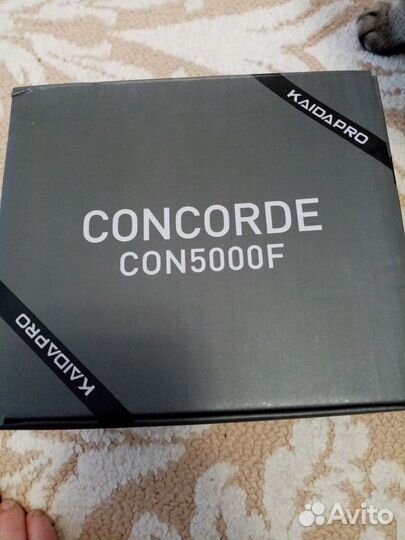 KAIDAPRO
CONCORDE
CON5000F
KAIDAPRO
Avito